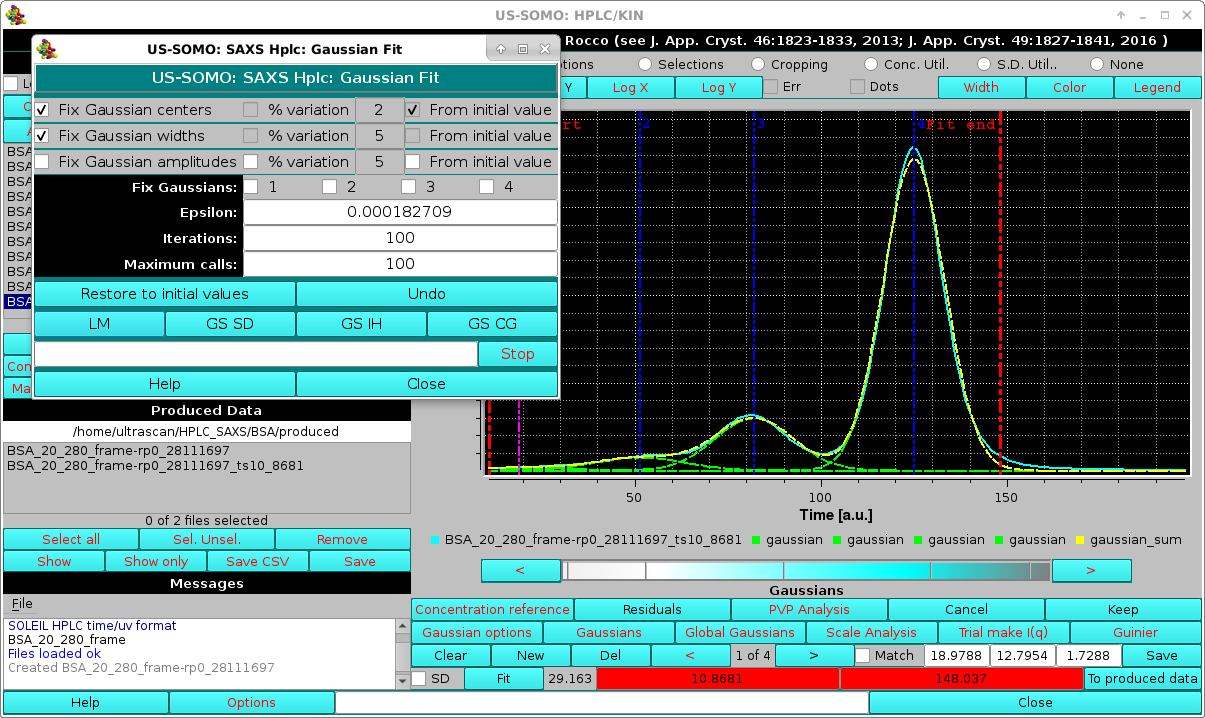 US-SOMO: HPLC/KIN
Rocco (see J. App. Cryst. 46:1823-1833, 2013; J. App. Cryst. 49:1827-1841, 2016 )
US-SOMO: SAXS Hplc: Gaussian Fit
US-SOMO: SAXS Hplc: Gaussian Fit
Fix Gaussian centers % variation 2 From initial value
Fix Gaussian widths % variation 5 From initial value
Fix Gaussian amplitudes % variation 5 From initial value
Fix Gaussians: 1 2 3 4
Epsilon: 0.000182709
Iterations: 100
Maximum calls: 100
Restore to initial values Undo
LM GS SD GS IH GS CG
Stop
Help Close
Selections Cropping Conc. Util. S.D. Util.. None
Y Log X Log Y Err Dots Width Color Legend
2 3 4 Fit end
BSA
BSA
BSA
BSA
BSA
BSA
BSA
BSA
BSA
BSA
BSA
Con
Ma
50 100 150
Time [a.u.]
BSA_20_280_frame-rp0_28111697_ts10_8681 gaussian gaussian gaussian gaussian gaussian_sum
< >
Produced Data
/home/ultrascan/HPLC_SAXS/BSA/produced
BSA_20_280_frame-rp0_28111697
BSA_20_280_frame-rp0_28111697_ts10_8681
0 of 2 files selected
Select all Sel. Unsel. Remove
Show Show only Save CSV Save
Messages
File
SOLEIL HPLC time/uv format
BSA_20_280_frame
Files loaded ok
Created BSA_20_280_frame-rp0_28111697
Gaussians
Concentration reference Residuals PVP Analysis Cancel Keep
Gaussian options Gaussians Global Gaussians Scale Analysis Trial make I(q) Guinier
Clear New Del < 1 of 4 > Match 18.9788 12.7954 1.7288 Save
SD Fit 29.163 10.8681 148.037 To produced data
Help Options Close